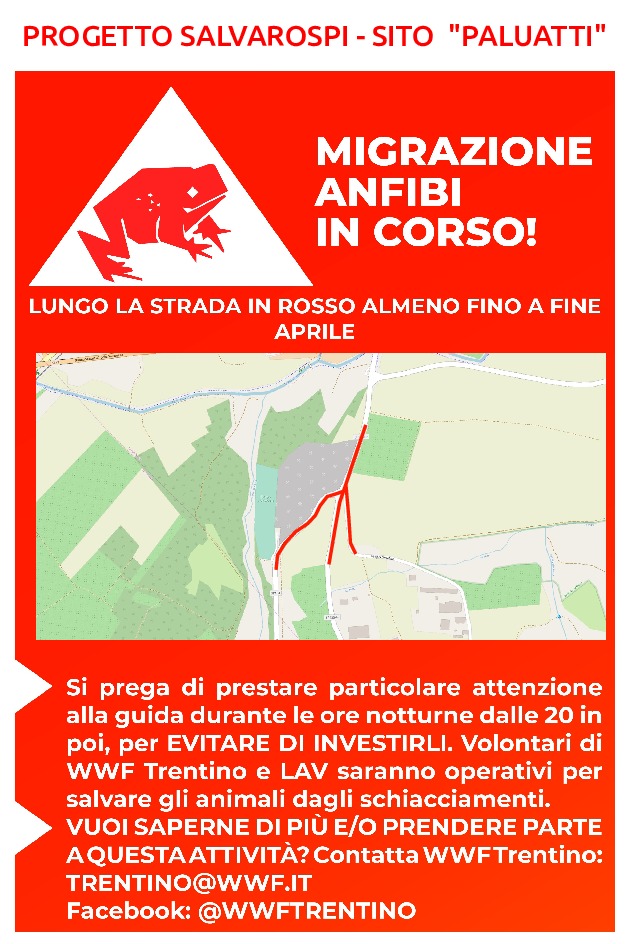 PROGETTO SALVAROSPI - SITO "PALUATTI"
MIGRAZIONE
ANFIBI
IN CORSO!
LUNGO LA STRADA IN ROSSO ALMENO FINO A FINE
APRILE
Si prega di prestare particolare attenzione
alla guida durante le ore notturne dalle 20 in
poi, per EVITARE DI INVESTIRLI. Volontari di
WWF Trentino e LAV saranno operativi per
salvare gli animali dagli schiacciamenti.
VUOI SAPERNE DI PIÙ E/O PRENDERE PARTE
A QUESTA ATTIVITÀ? Contatta WWF Trentino:
TRENTINO@WWF.IT
Facebook: @WWFTRENTINO